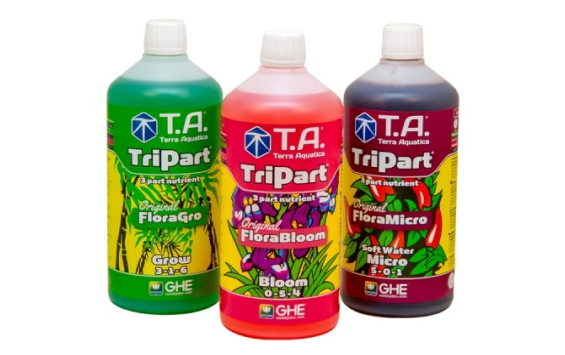 T.A.
Terra Aquatica
TriPart
3 part nutrient
Original
FloraGro
Grow
3-1-6
GHE
T.A.
Terra Aquatica
TriPart
3 part nutrient
Original
FloraBloom
Bloom
0-5-4
GHE
T.A.
Terra Aquatica
TriPart
3 part nutrient
Original
FloraMicro
Soft Water
Micro
5-0-1
GHE